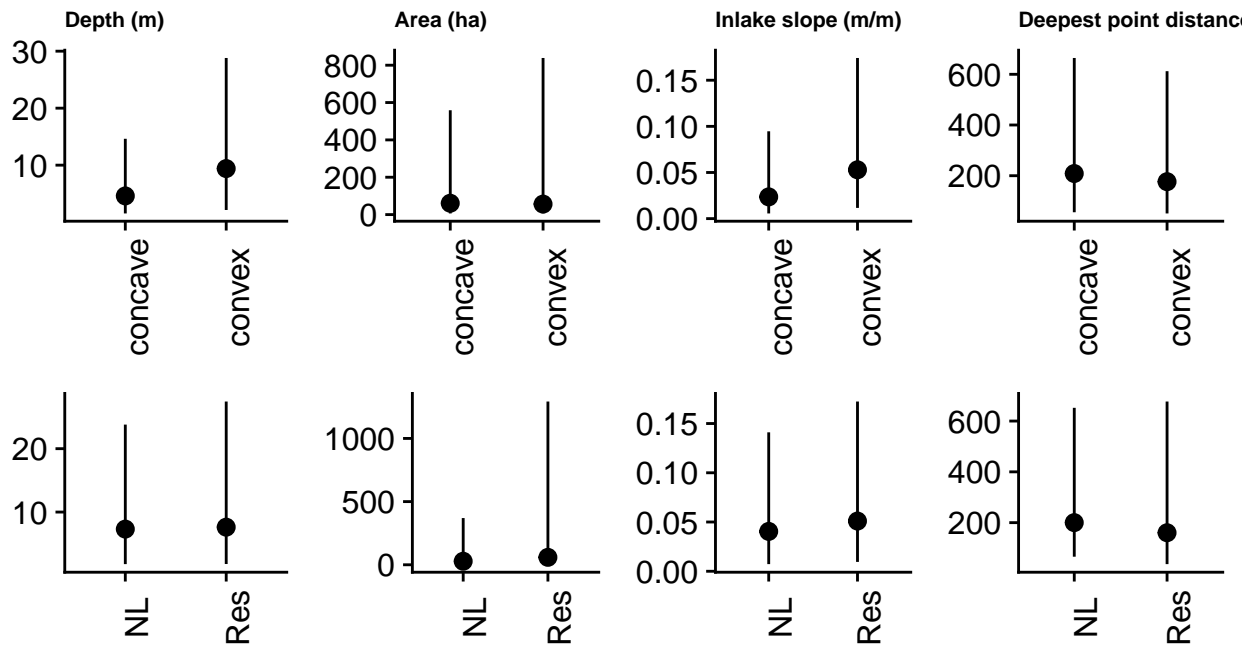 Depth (m)
Area (ha)
Inlake slope (m/m)
Deepest point distance
30
20
10
800
600
400
200
0
0.15
0.10
0.05
0.00
600
400
200
concave
convex
concave
convex
concave
convex
concave
convex
20
10
1000
500
0
0.15
0.10
0.05
0.00
600
400
200
NL
Res
NL
Res
NL
Res
NL
Res